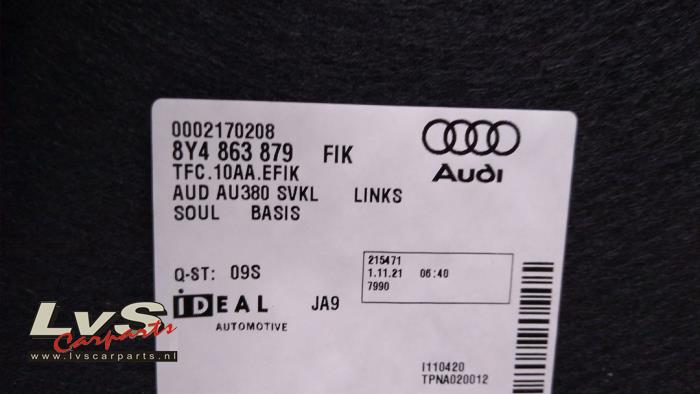 0002170208
8Y4 863 879 FIK
TFC.10AA.EFIK
AUD AU380 SVKL LINKS
SOUL BASIS
Audi
Q-ST: 09S
215471
1.11.21 06:40
7990
iDEAL JA9
AUTOMOTIVE
I110420
TPNA020012
LvS
Carparts
www.lvscarparts.nl